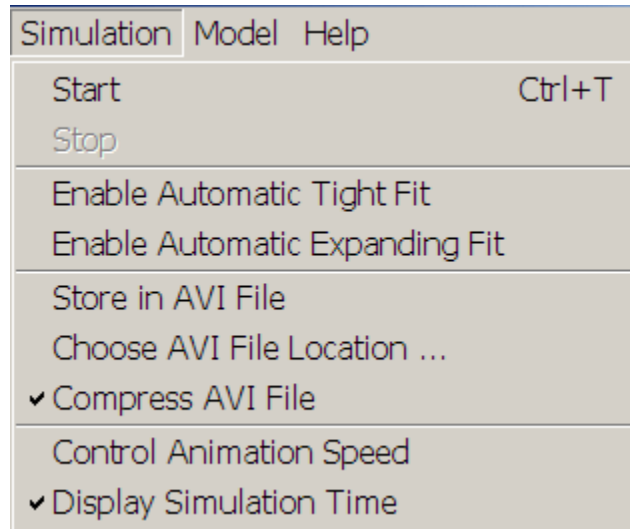 Simulation Model Help
Start Ctrl+T
Stop
Enable Automatic Tight Fit
Enable Automatic Expanding Fit
Store in AVI File
Choose AVI File Location ...
Compress AVI File
Control Animation Speed
Display Simulation Time